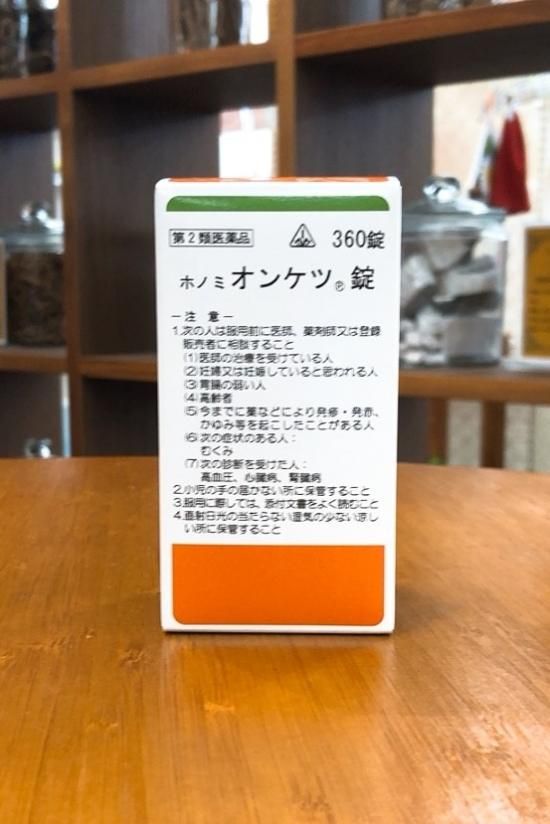 第2類医薬品 360錠
ホノミオンケツ®錠
ー注 意ー
1.次の人は服用前に医師、薬剤師又は登録
販売者に相談すること
(1)医師の治療を受けている人
(2)妊婦又は妊娠していると思われる人
(3)胃腸の弱い人
(4)高齢者
(5)今までに薬などにより発疹・発赤、
かゆみ等を起こしたことがある人
(6)次の症状のある人:
むくみ
(7)次の診断を受けた人:
高血圧、心臓病、腎臓病
2.小児の手の届かない所に保管すること
3.服用に際しては、添付文書をよく読むこと
4.直射日光の当たらない湿気の少ない涼し
い所に保管すること